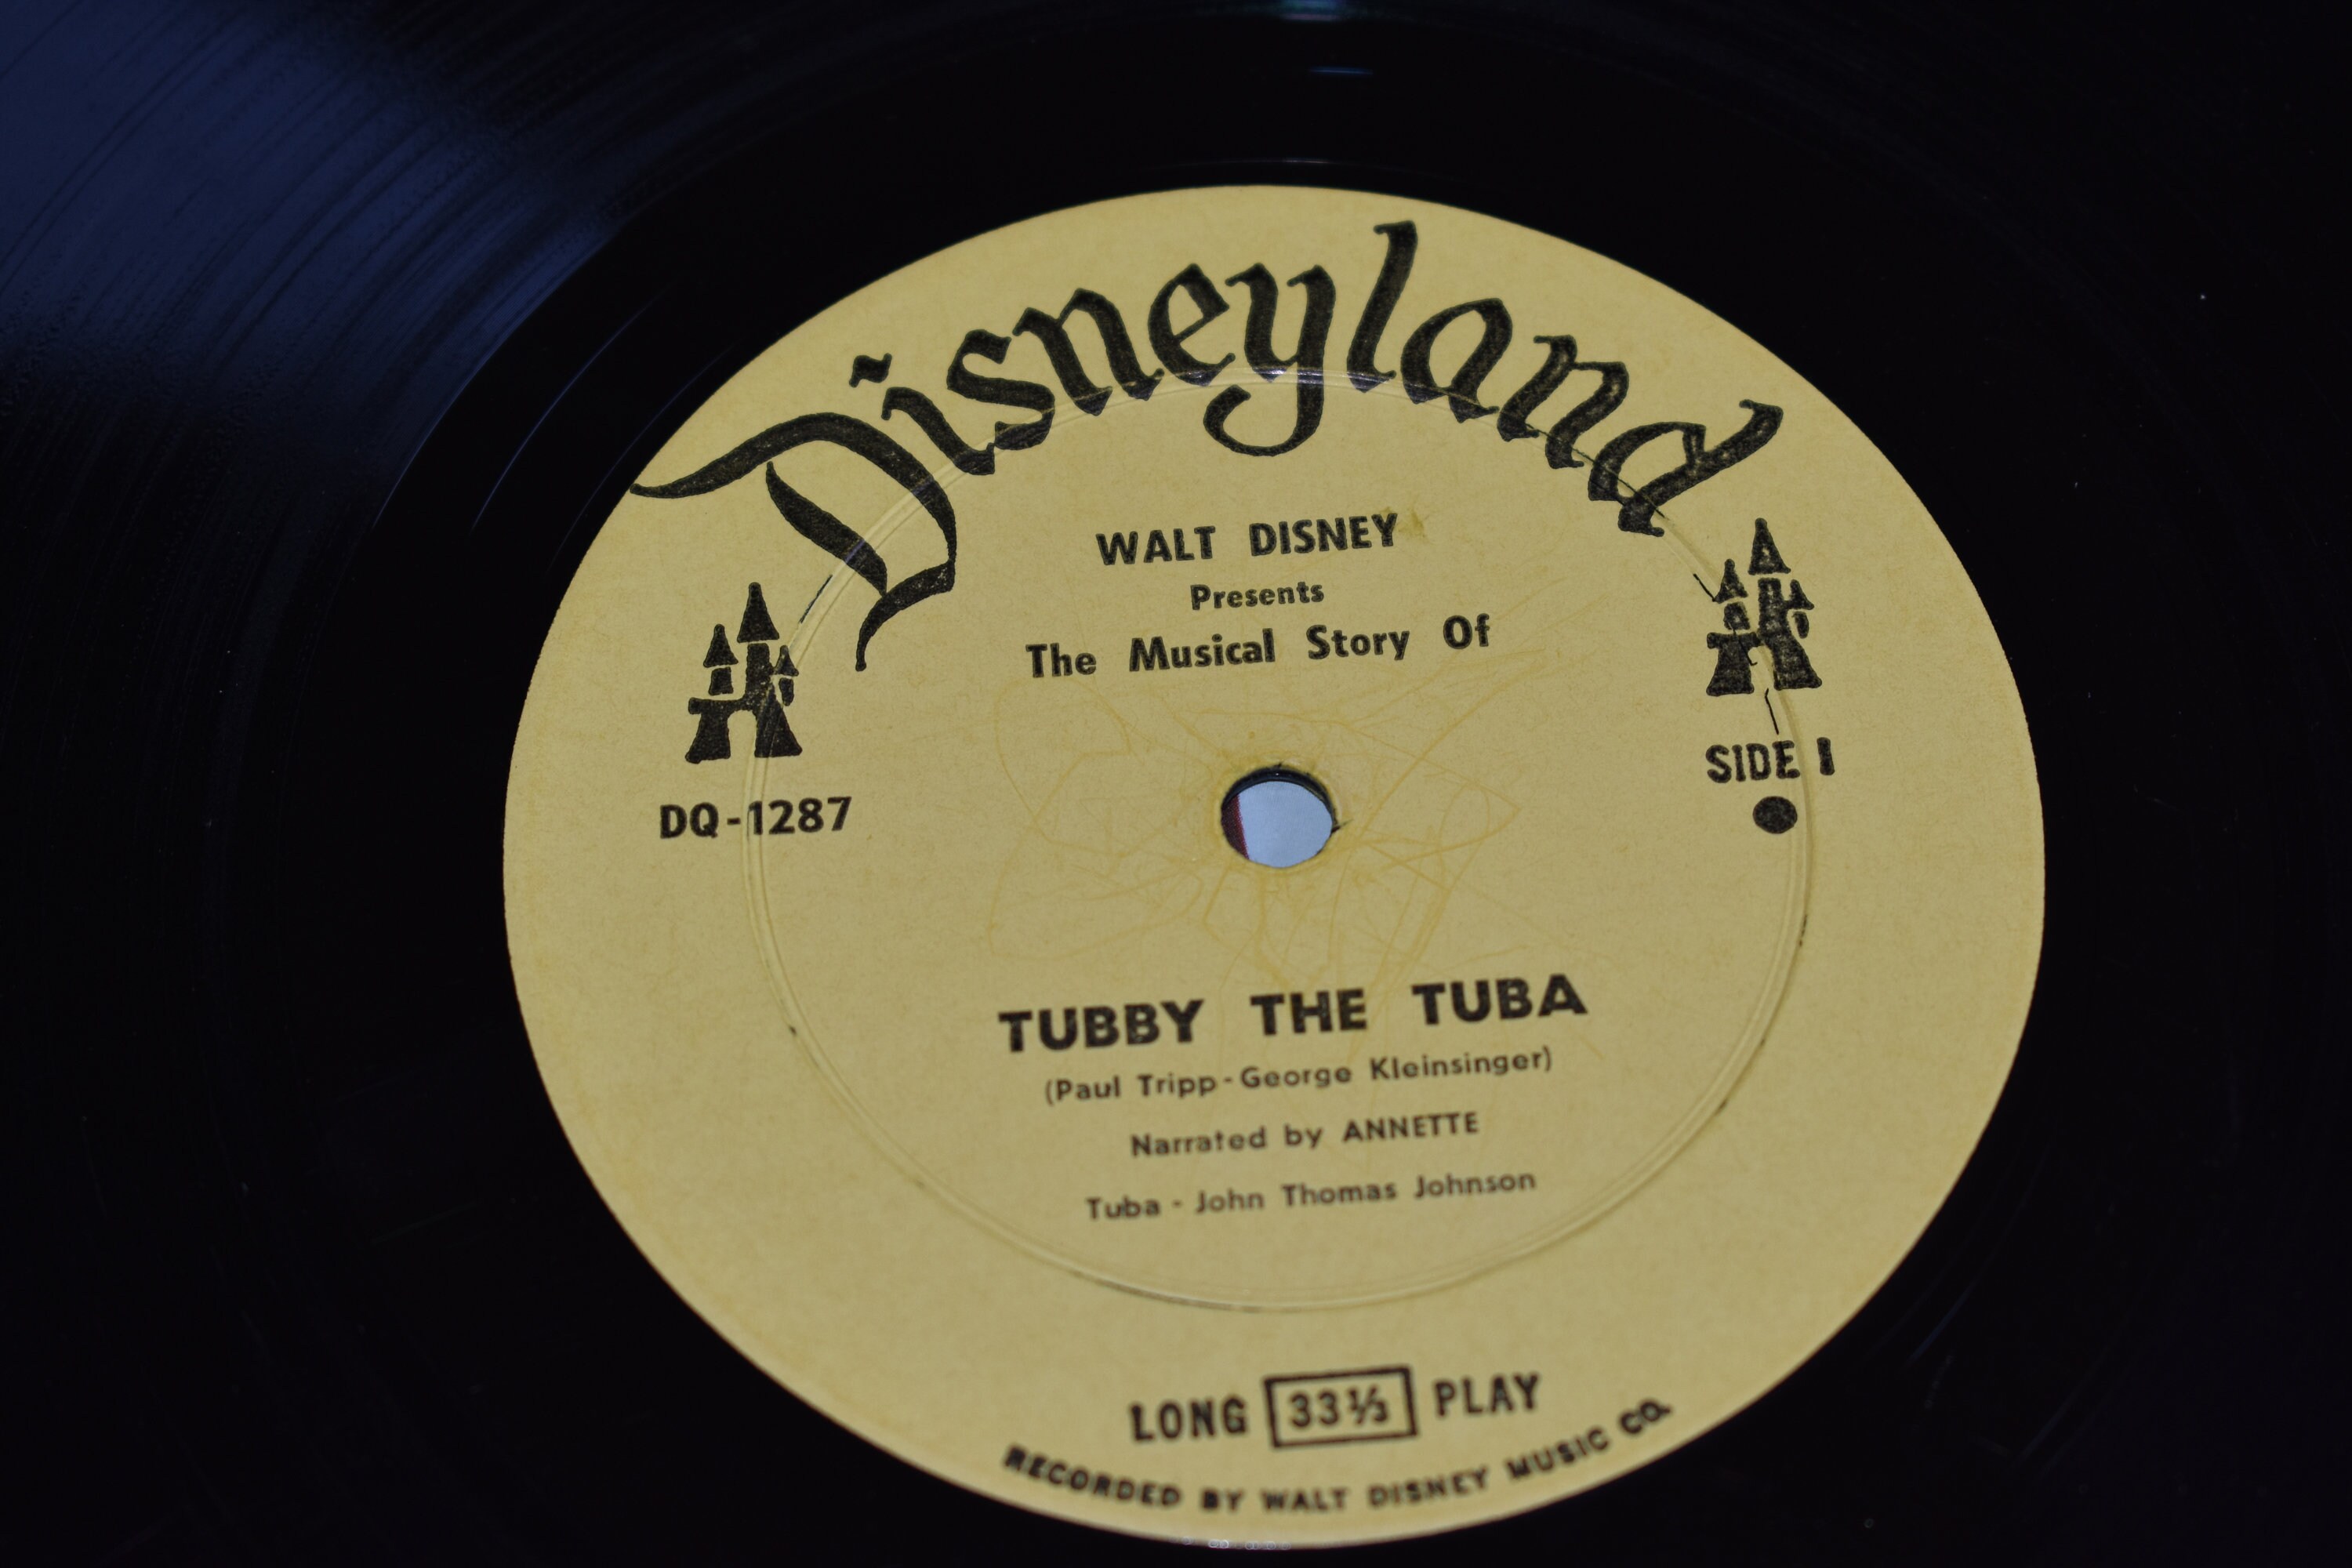 Disneyland
WALT DISNEY
Presents
The Musical Story Of
DQ-1287
SIDE 1
TUBBY THE TUBA
(Paul Tripp-George Kleinsinger)
Narrated by ANNETTE
Tuba - John Thomas Johnson
LONG 33⅓ PLAY
RECORDED BY WALT DISNEY MUSIC CO.